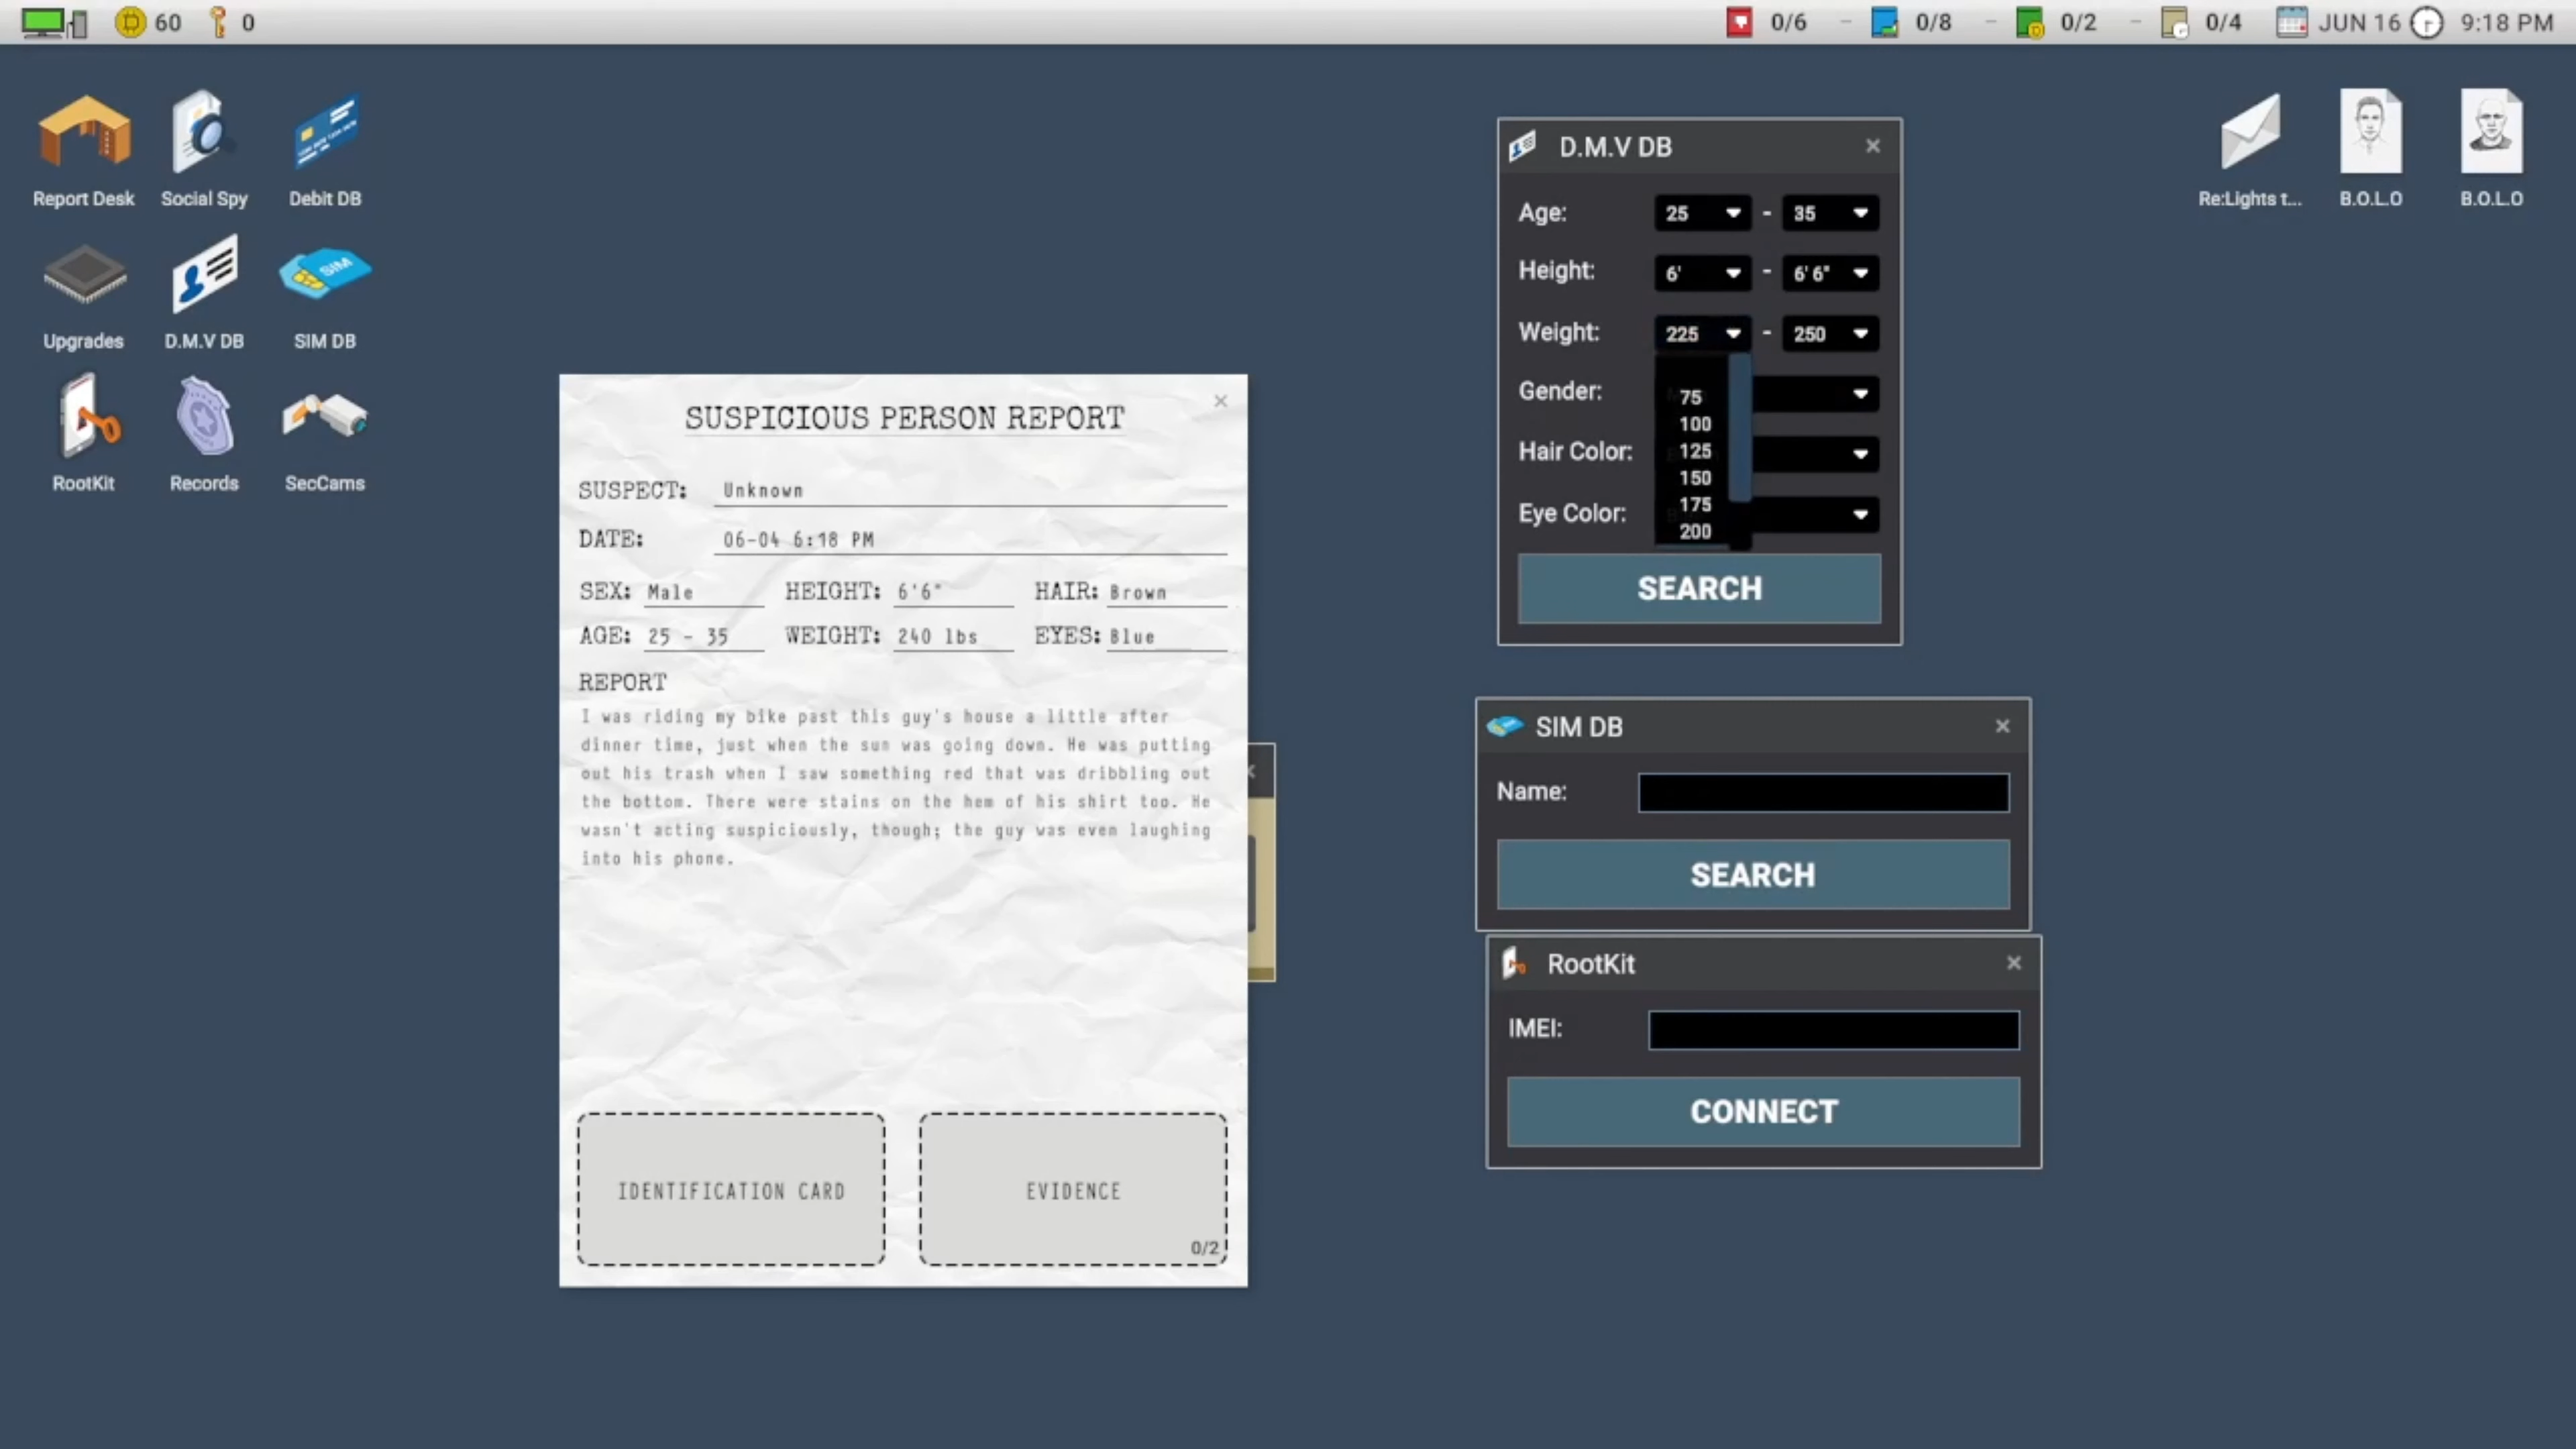 60
0
0/6
0/8
0/2
0/4
JUN 16
9:18 PM
Report Desk
Social Spy
Debit DB
Upgrades
D.M.V DB
SIM DB
RootKit
Records
SecCams
Re:Lights t...
B.O.L.O
B.O.L.O
SUSPICIOUS PERSON REPORT
SUSPECT: Unknown
DATE: 06-04 6:18 PM
SEX: Male HEIGHT: 6'6" HAIR: Brown
AGE: 25 - 35 WEIGHT: 240 lbs EYES: Blue
REPORT
I was riding my bike past this guy's house a little after
dinner time, just when the sun was going down. He was putting
out his trash when I saw something red that was dribbling out
the bottom. There were stains on the hem of his shirt too. He
wasn't acting suspiciously, though; the guy was even laughing
into his phone.
IDENTIFICATION CARD
EVIDENCE
0/2
D.M.V DB
Age: 25 - 35
Height: 6' - 6' 6"
Weight: 225 - 250
75
100
125
150
175
200
Gender:
Hair Color:
Eye Color:
SEARCH
SIM DB
Name:
SEARCH
RootKit
IMEI:
CONNECT